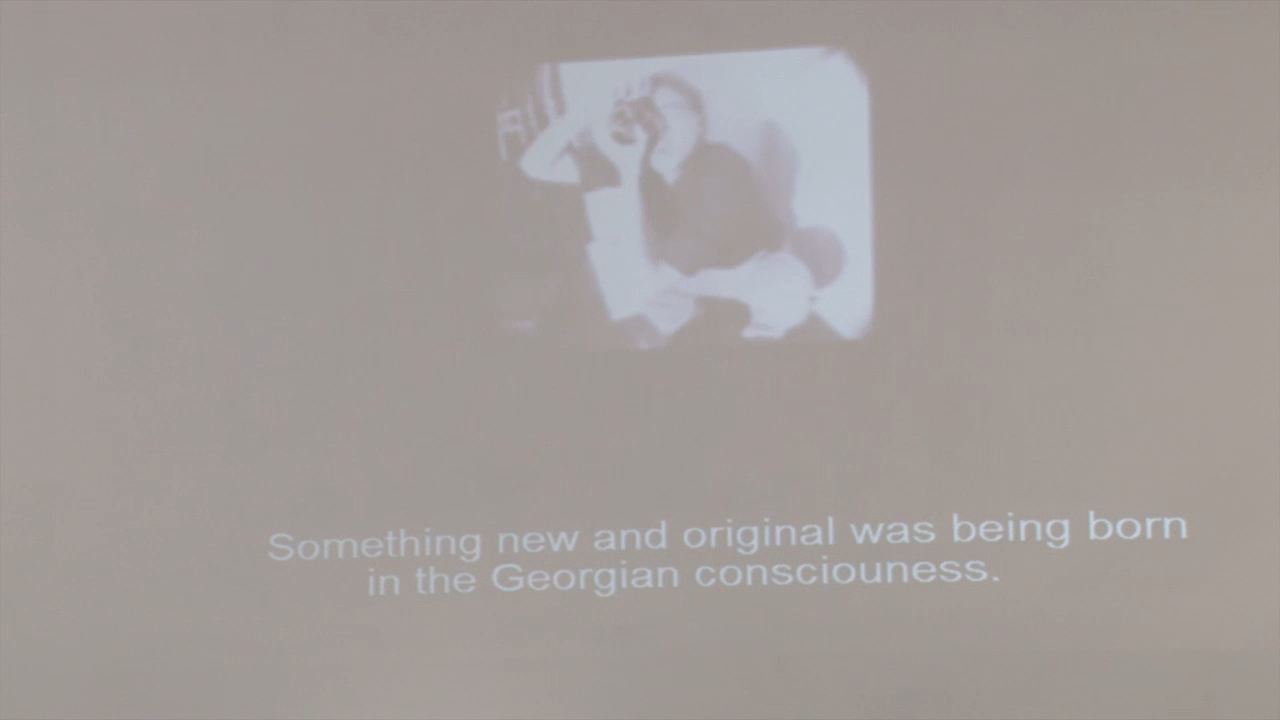 Something new and original was being born
in the Georgian consciouness.